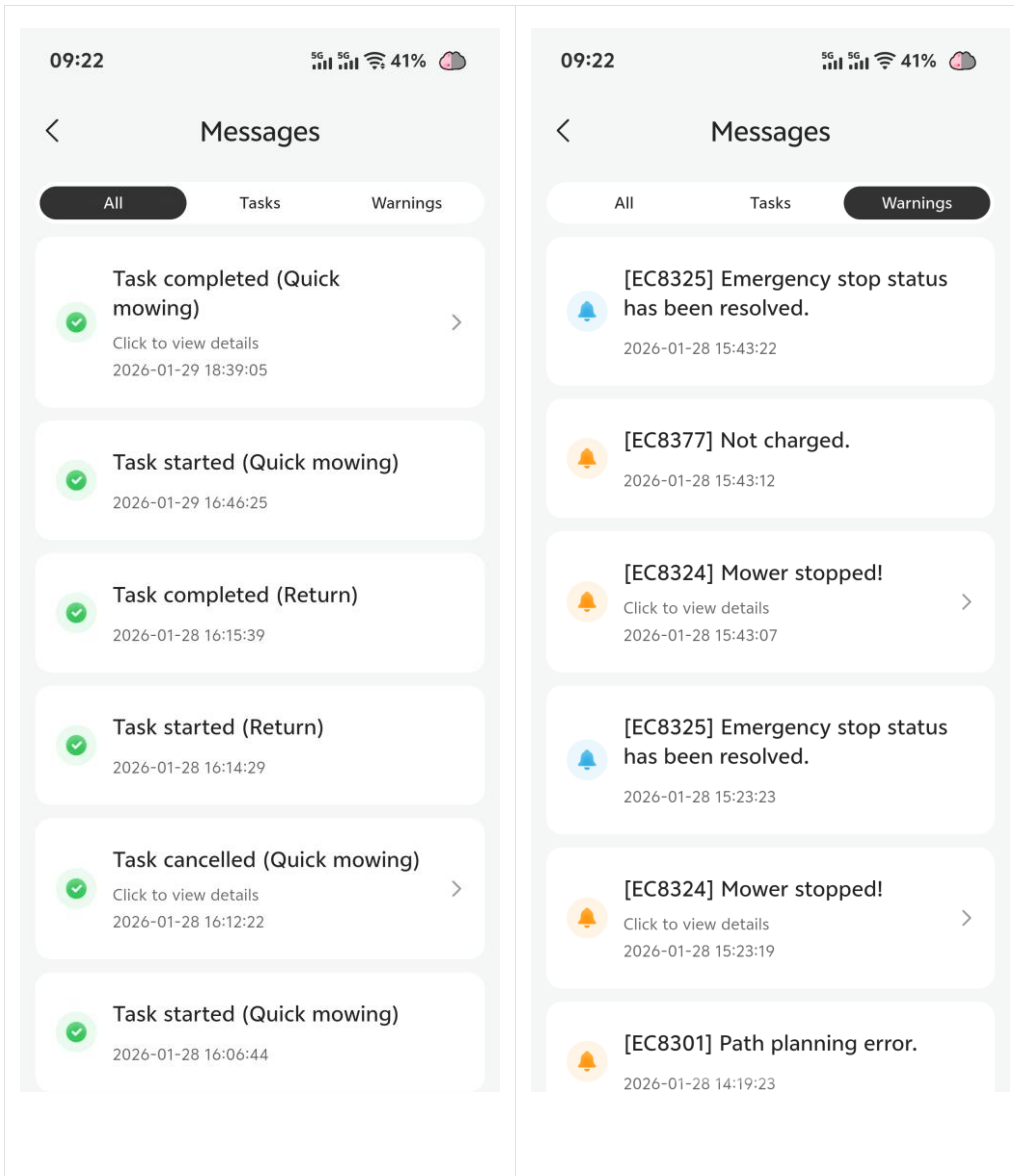 09:22
5G 5G 41%
Messages
All Tasks Warnings
Task completed (Quick
mowing)
Click to view details
2026-01-29 18:39:05
Task started (Quick mowing)
2026-01-29 16:46:25
Task completed (Return)
2026-01-28 16:15:39
Task started (Return)
2026-01-28 16:14:29
Task cancelled (Quick mowing)
Click to view details
2026-01-28 16:12:22
Task started (Quick mowing)
2026-01-28 16:06:44
09:22
5G 5G 41%
Messages
All Tasks Warnings
[EC8325] Emergency stop status
has been resolved.
2026-01-28 15:43:22
[EC8377] Not charged.
2026-01-28 15:43:12
[EC8324] Mower stopped!
Click to view details
2026-01-28 15:43:07
[EC8325] Emergency stop status
has been resolved.
2026-01-28 15:23:23
[EC8324] Mower stopped!
Click to view details
2026-01-28 15:23:19
[EC8301] Path planning error.
2026-01-28 14:19:23